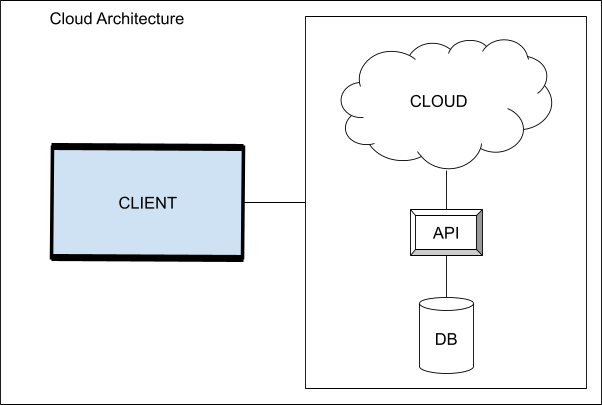 Cloud Architecture
CLOUD
CLIENT
API
DB